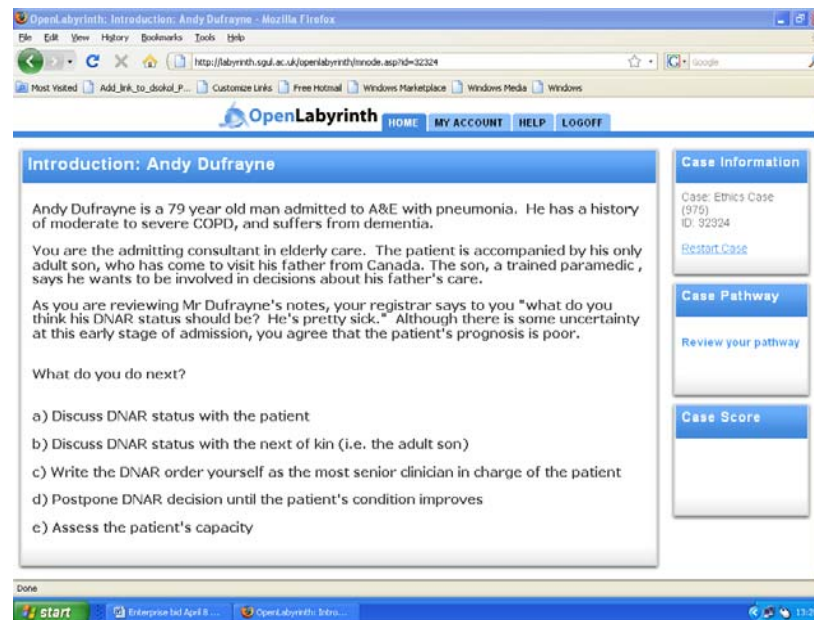 OpenLabyrinth: Introduction: Andy Dufrayne - Mozilla Firefox
File Edit View History Bookmarks Tools Help
http://labyrinth.sgul.ac.uk/openlabyrinth/mnode.asp?id=32324
Google
Most Visited Add_link_to_dsokol_P... Customize Links Free Hotmail Windows Marketplace Windows Media Windows
OpenLabyrinth HOME MY ACCOUNT HELP LOGOFF
Introduction: Andy Dufrayne
Andy Dufrayne is a 79 year old man admitted to A&E with pneumonia. He has a history
of moderate to severe COPD, and suffers from dementia.
You are the admitting consultant in elderly care. The patient is accompanied by his only
adult son, who has come to visit his father from Canada. The son, a trained paramedic ,
says he wants to be involved in decisions about his father's care.
As you are reviewing Mr Dufrayne's notes, your registrar says to you "what do you
think his DNAR status should be? He's pretty sick." Although there is some uncertainty
at this early stage of admission, you agree that the patient's prognosis is poor.
What do you do next?
a) Discuss DNAR status with the patient
b) Discuss DNAR status with the next of kin (i.e. the adult son)
c) Write the DNAR order yourself as the most senior clinician in charge of the patient
d) Postpone DNAR decision until the patient's condition improves
e) Assess the patient's capacity
Case Information
Case: Ethics Case
(975)
ID: 32324
Restart Case
Case Pathway
Review your pathway
Case Score
Done
start Enterprise bid April 8 ... OpenLabyrinth: Intro...